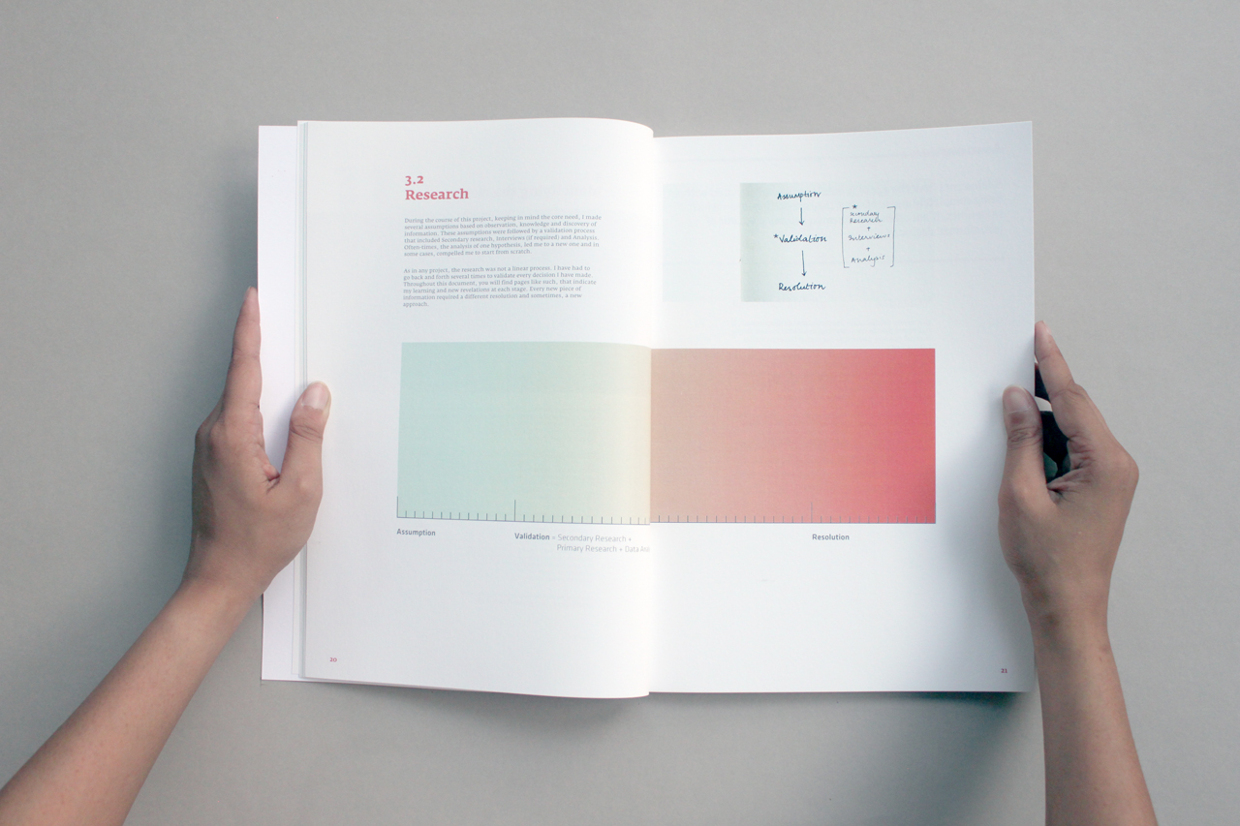 3.2
Research
During the course of this project, keeping in mind the core need, I made
several assumptions based on observation, knowledge and discovery of
information. These assumptions were followed by a validation process
that included Secondary research, Interviews (if required) and Analysis.
Often-times, the analysis of one hypothesis, led me to a new one and in
some cases, compelled me to start from scratch.
As in any project, the research was not a linear process. I have had to
go back and forth several times to validate every decision I have made
Throughout this document, you will find pages like such, that indicate
my learning and new revelations at each stage. Every new piece of
information required a different resolution and sometimes, a new
approach.
Assumption
*Validation
Resolution
*
Secondary
Research
+
Interviews
+
Analysis
Assumption
Validation = Secondary Research +
Primary Research + Data
Resolution
20
21